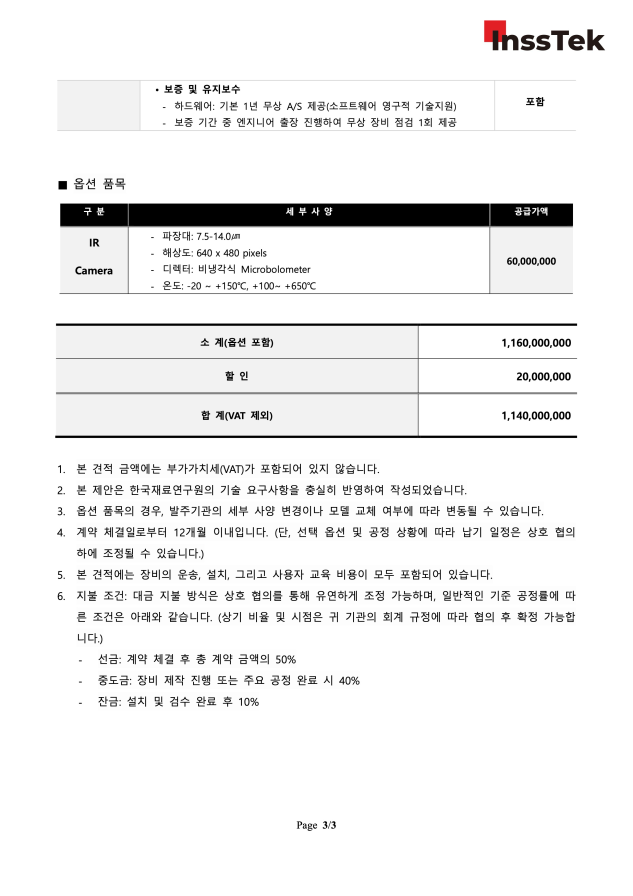 InssTek
• 보증 및 유지보수
- 하드웨어: 기본 1년 무상 A/S 제공(소프트웨어 영구적 기술지원)
- 보증 기간 중 엔지니어 출장 진행하여 무상 장비 점검 1회 제공
포함
■ 옵션 품목
구 분 세 부 사 양 공급가액
IR
Camera
- 파장대: 7.5-14.0㎛
- 해상도: 640 x 480 pixels
- 디렉터: 비냉각식 Microbolometer
- 온도: -20 ~ +150℃, +100~ +650℃
60,000,000
소 계(옵션 포함) 1,160,000,000
할 인 20,000,000
합 계(VAT 제외) 1,140,000,000
1. 본 견적 금액에는 부가가치세(VAT)가 포함되어 있지 않습니다.
2. 본 제안은 한국재료연구원의 기술 요구사항을 충실히 반영하여 작성되었습니다.
3. 옵션 품목의 경우, 발주기관의 세부 사양 변경이나 모델 교체 여부에 따라 변동될 수 있습니다.
4. 계약 체결일로부터 12개월 이내입니다. (단, 선택 옵션 및 공정 상황에 따라 납기 일정은 상호 협의
하에 조정될 수 있습니다.)
5. 본 견적에는 장비의 운송, 설치, 그리고 사용자 교육 비용이 모두 포함되어 있습니다.
6. 지불 조건: 대금 지불 방식은 상호 협의를 통해 유연하게 조정 가능하며, 일반적인 기준 공정률에 따
른 조건은 아래와 같습니다. (상기 비율 및 시점은 귀 기관의 회계 규정에 따라 협의 후 확정 가능합
니다.)
- 선금: 계약 체결 후 총 계약 금액의 50%
- 중도금: 장비 제작 진행 또는 주요 공정 완료 시 40%
- 잔금: 설치 및 검수 완료 후 10%
Page 3/3